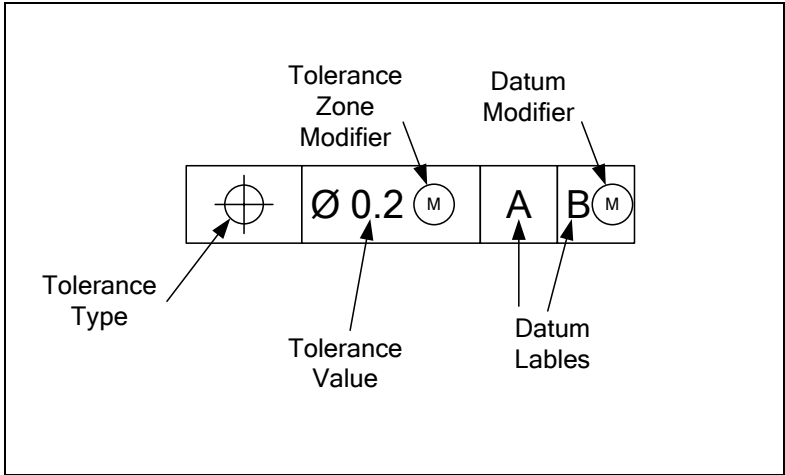 Tolerance
Zone
Modifier
Datum
Modifier
Ø 0.2 M A B M
Tolerance
Type
Tolerance
Value
Datum
Lables